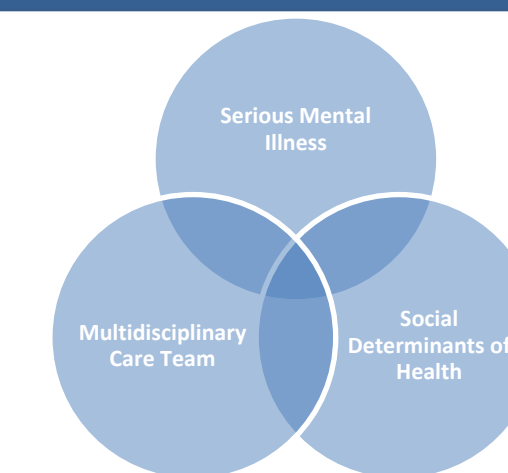 Serious Mental
Illness
Multidisciplinary
Care Team
Social
Determinants of
Health